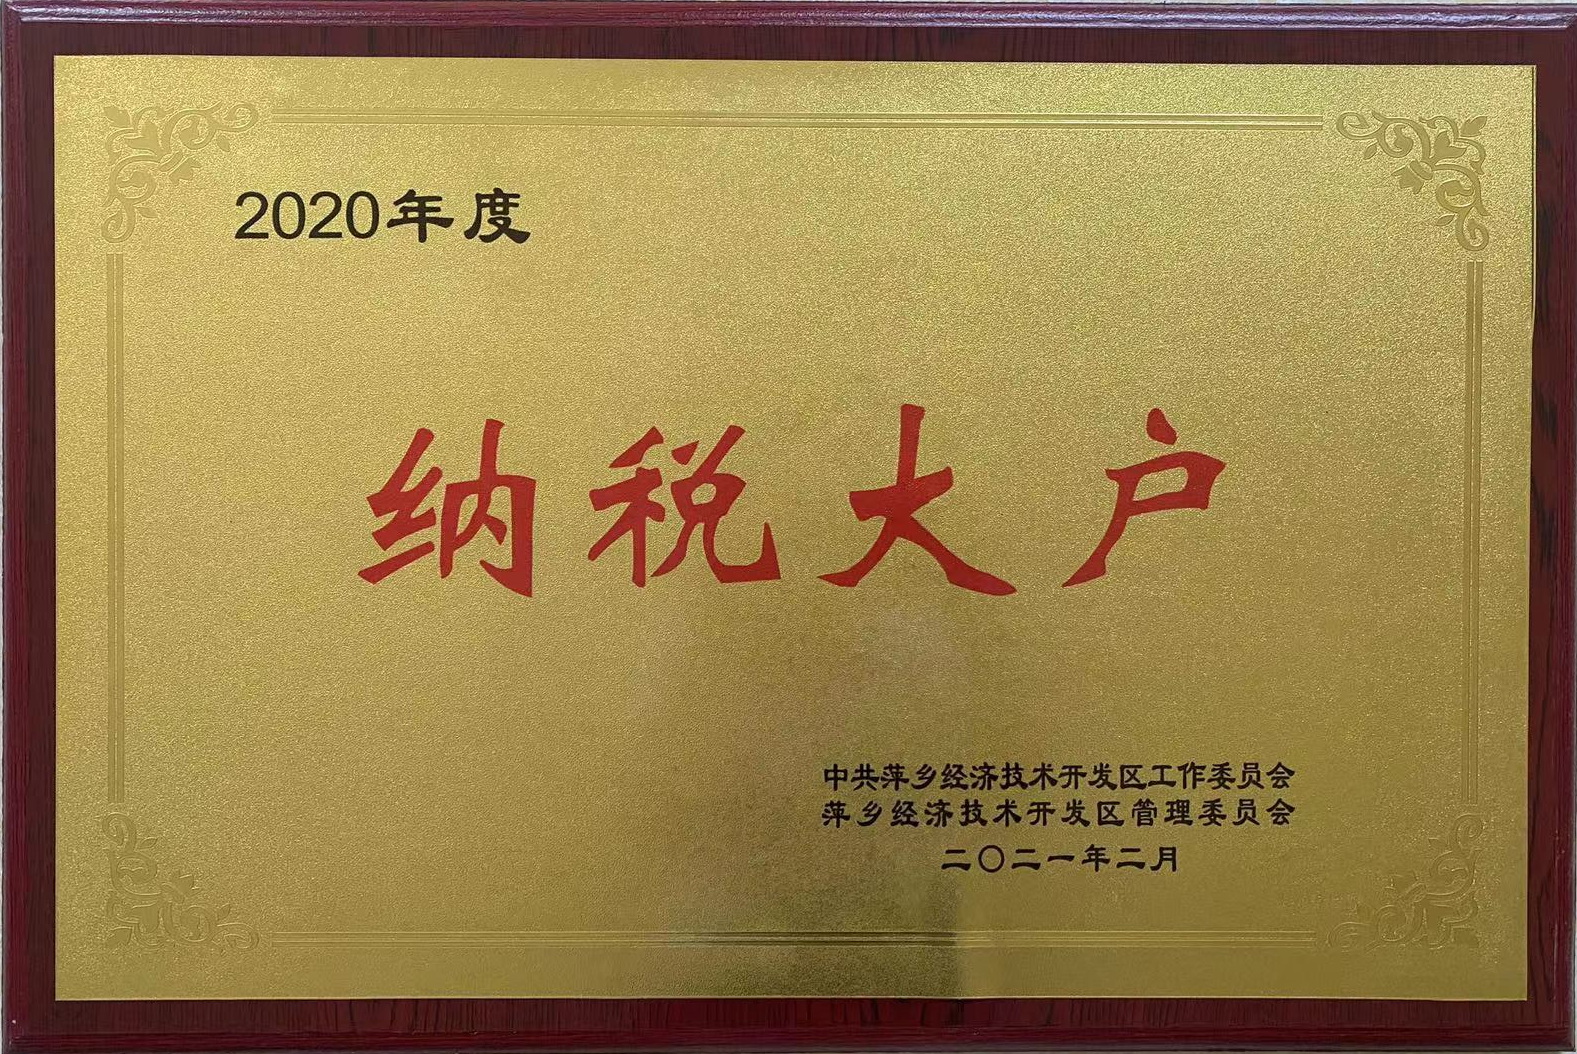 2020年度
纳税大户
中共萍乡经济技术开发区工作委员会
萍乡经济技术开发区管理委员会
二〇二一年二月